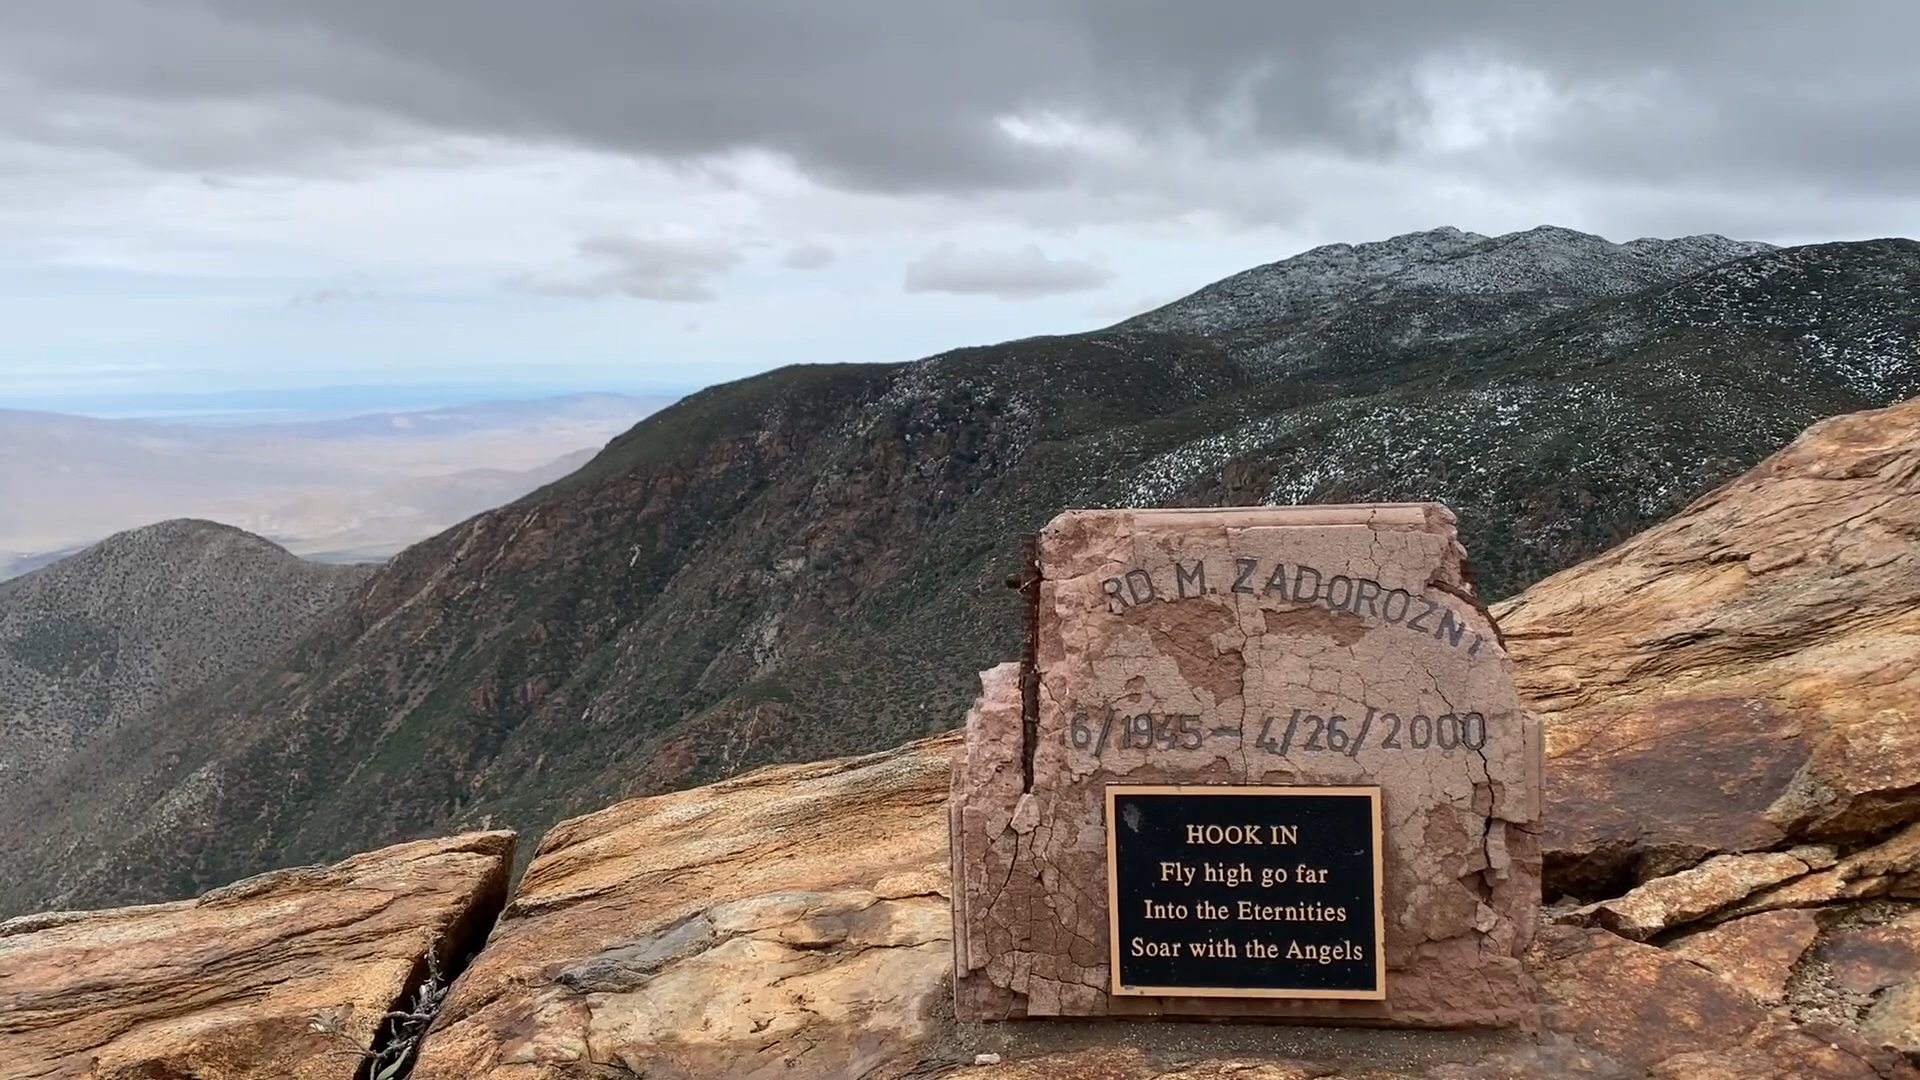 RD M. ZADOROZNY
6/1945 - 4/26/2000
HOOK IN
Fly high go far
Into the Eternities
Soar with the Angels